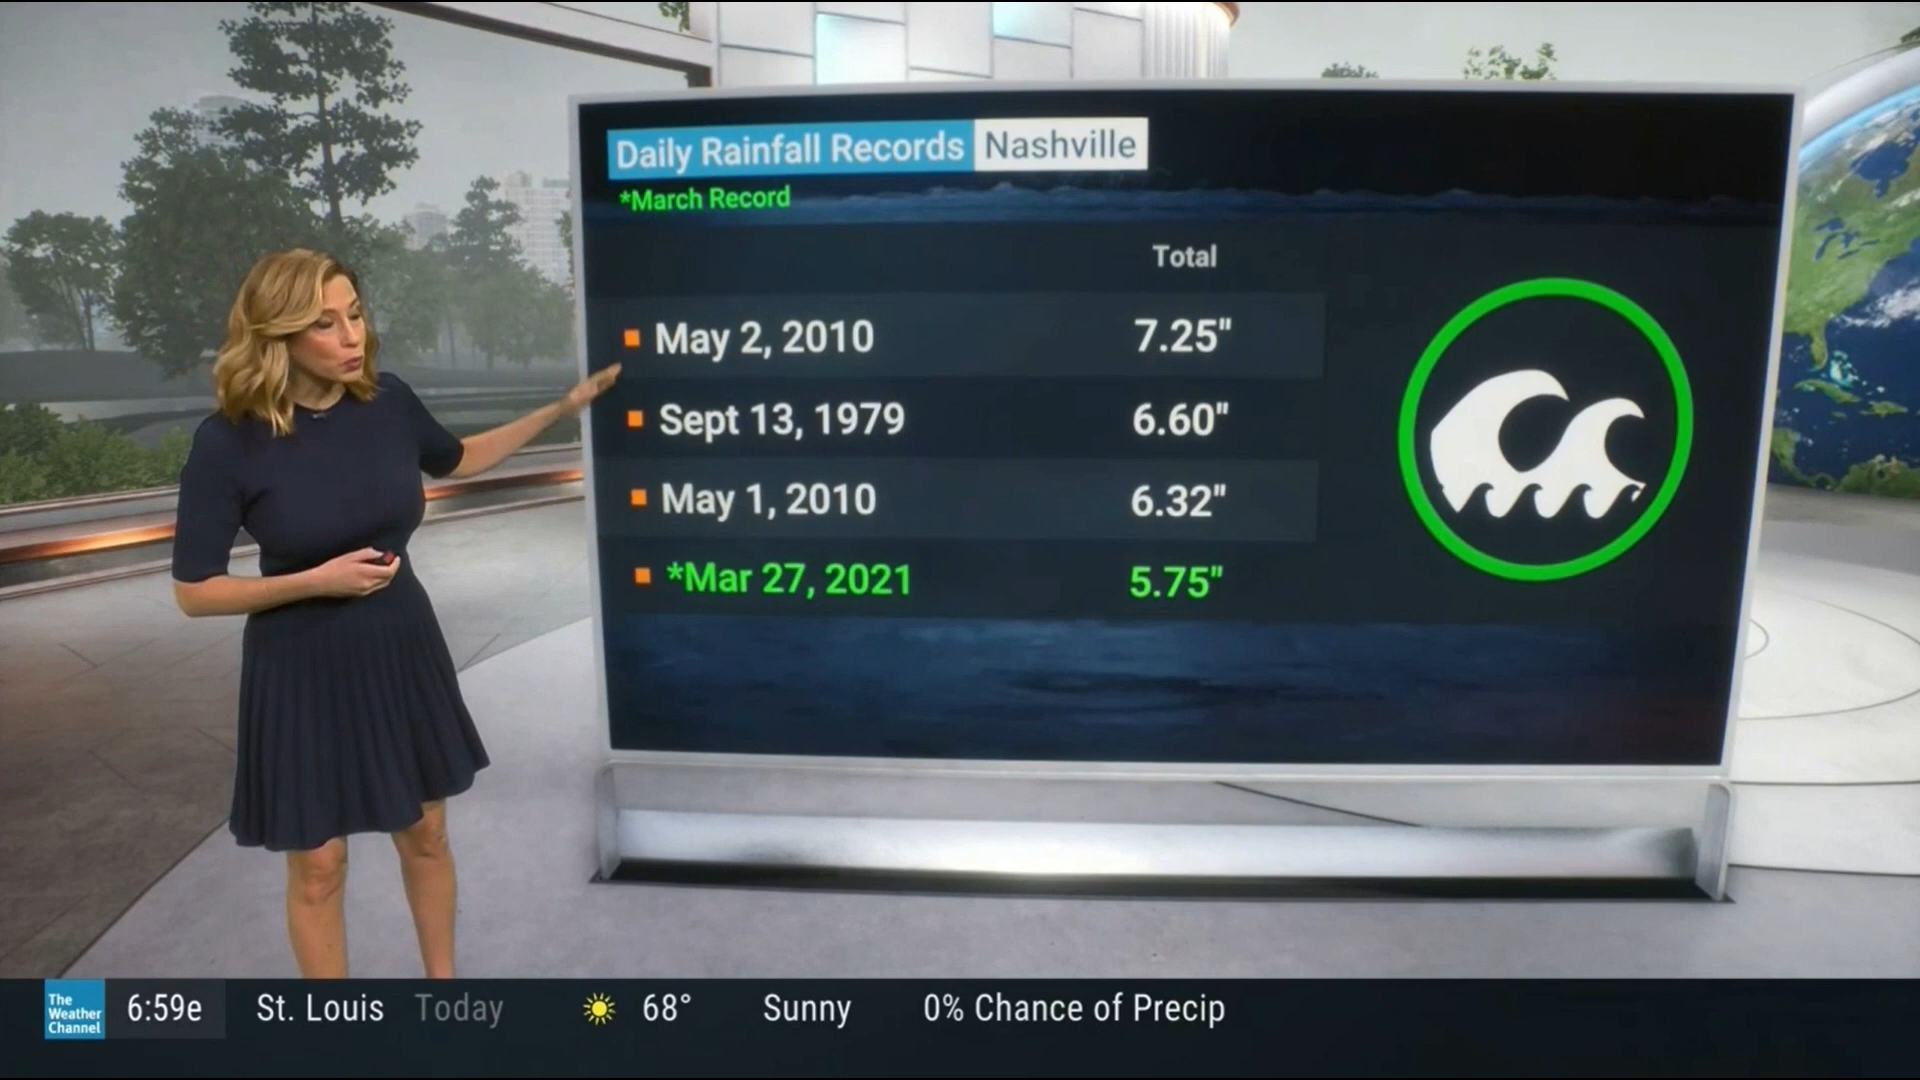 Daily Rainfall Records Nashville
*March Record
Total
May 2, 2010 7.25"
Sept 13, 1979 6.60"
May 1, 2010 6.32"
*Mar 27, 2021 5.75"
The
Weather
Channel
6:59e St. Louis Today 68° Sunny 0% Chance of Precip